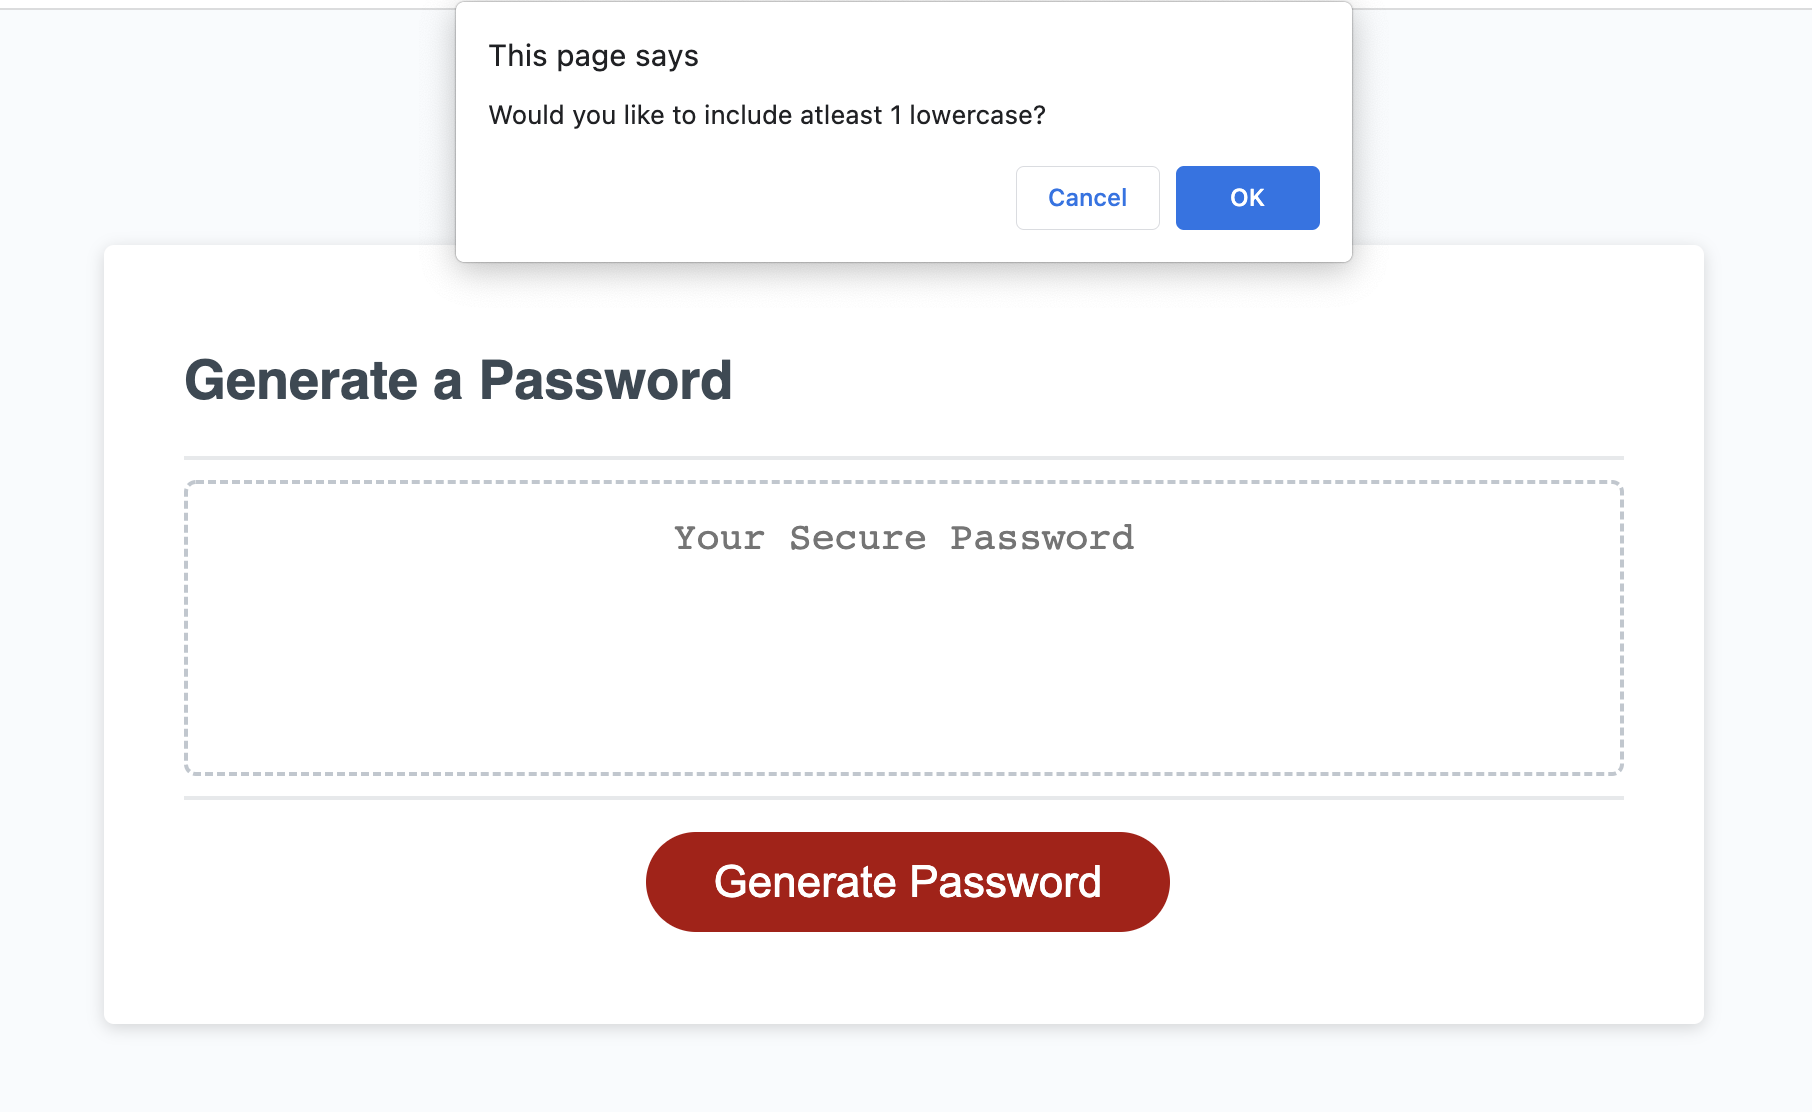 This page says
Would you like to include atleast 1 lowercase?
Cancel
OK
Generate a Password
Your Secure Password
Generate Password